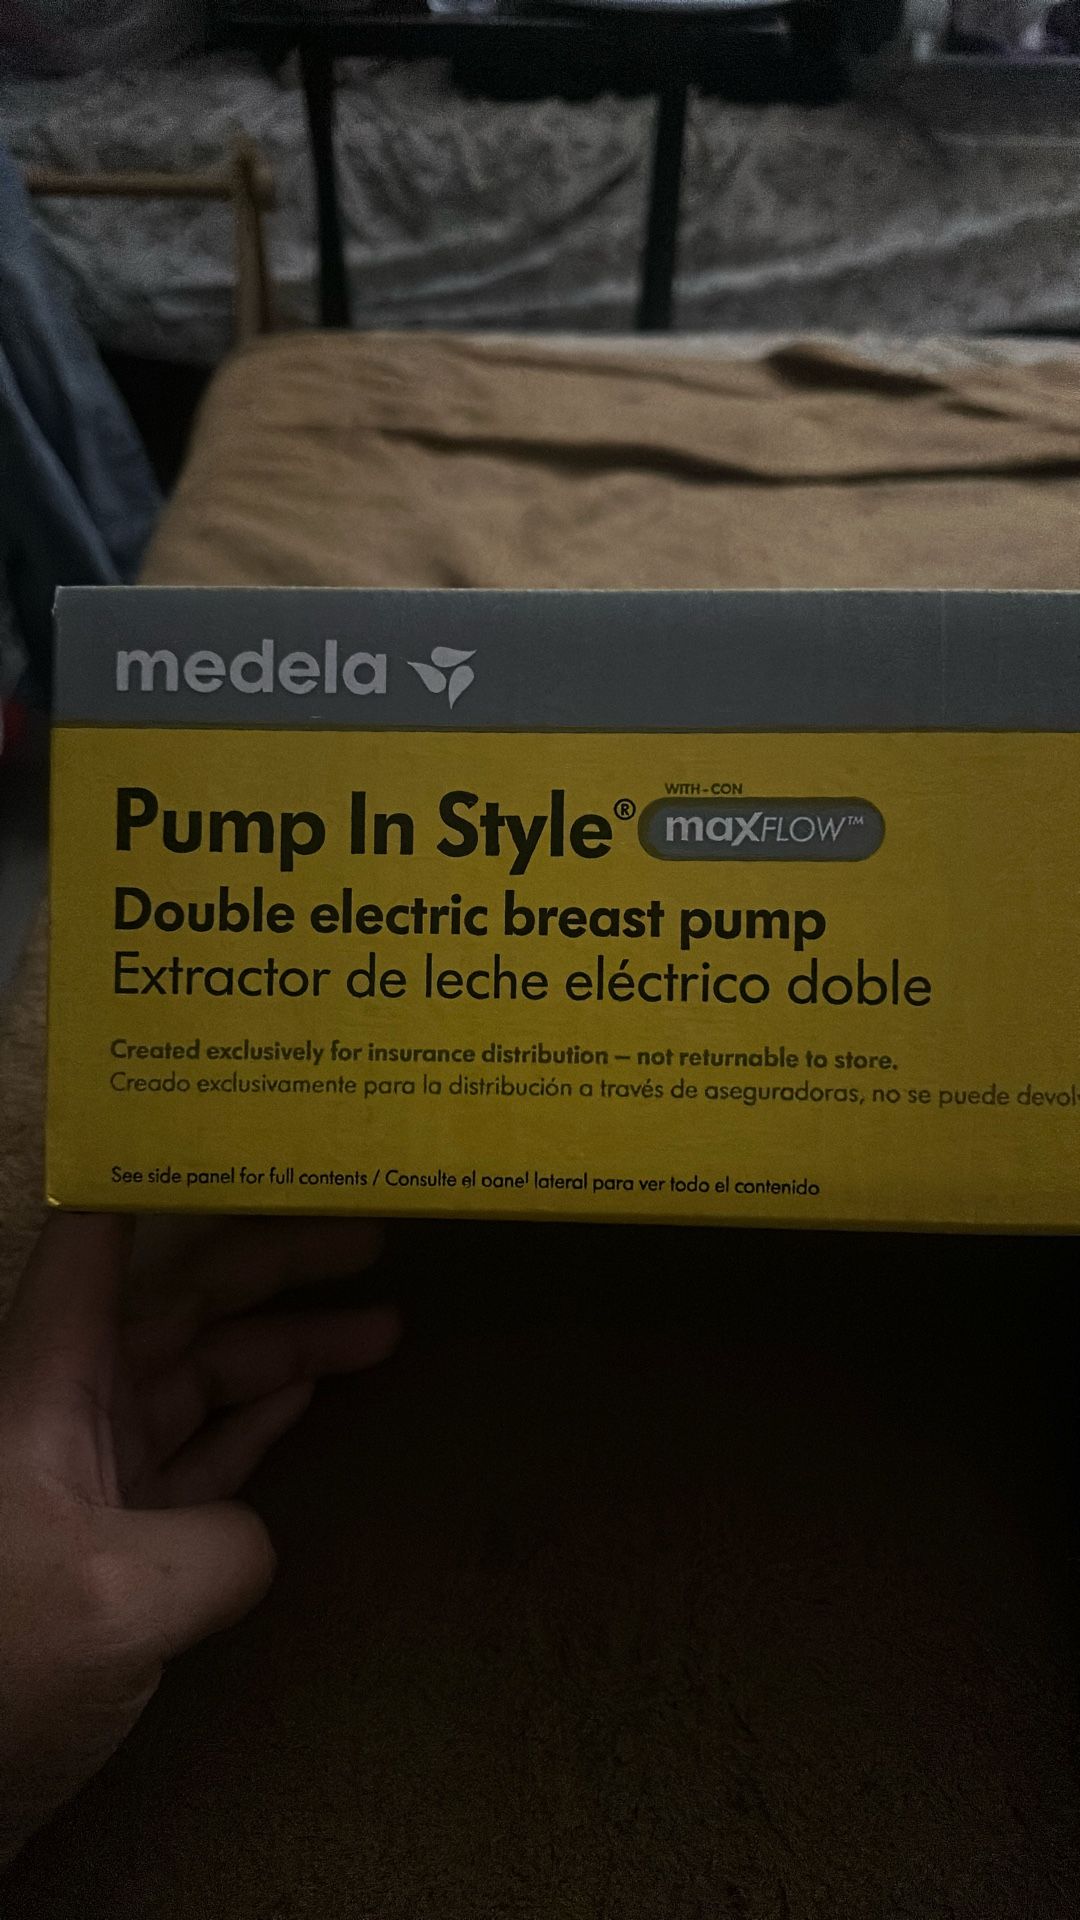 medela
WITH-CON
Pump In Style® maxFLOW™
Double electric breast pump
Extractor de leche eléctrico doble
Created exclusively for insurance distribution – not returnable to store.
Creado exclusivamente para la distribución a través de aseguradoras, no se puede devol
See side panel for full contents / Consulte el panel lateral para ver todo el contenido